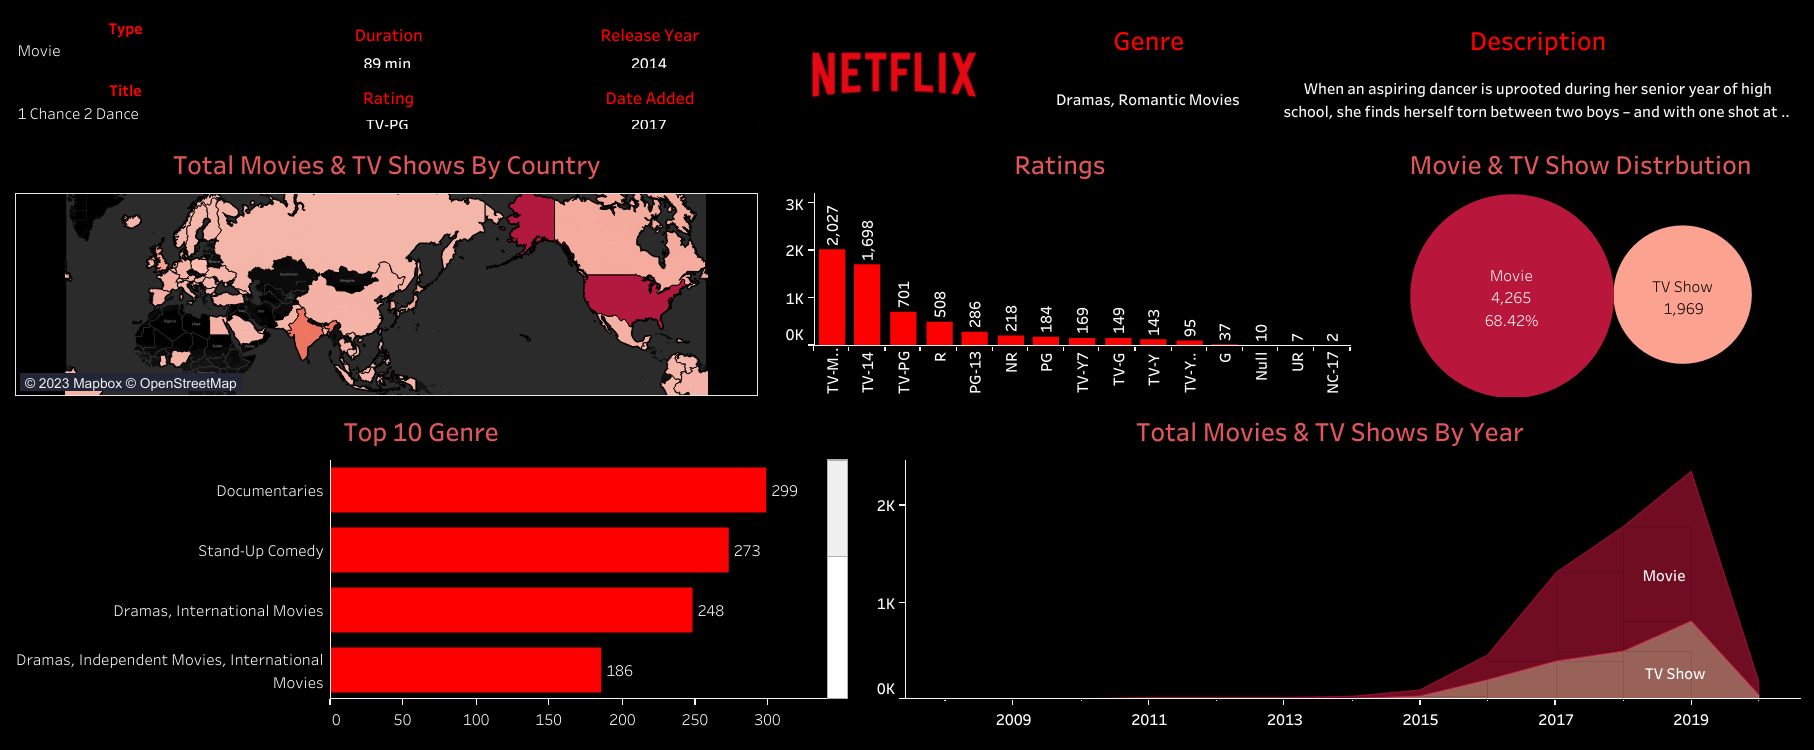 Type
Movie
Title
1 Chance 2 Dance
Duration
89 min
Rating
TV-PG
Release Year
2014
Date Added
2017
NETFLIX
Genre
Dramas, Romantic Movies
Description
When an aspiring dancer is uprooted during her senior year of high
school, she finds herself torn between two boys – and with one shot at ..
Total Movies & TV Shows By Country
© 2023 Mapbox © OpenStreetMap
Ratings
3K
2K
1K
0K
2,027
1,698
701
508
286
218
184
169
149
143
95
37
10
7
2
TV-M..
TV-14
TV-PG
R
PG-13
NR
PG
TV-Y7
TV-G
TV-Y
TV-Y..
G
Null
UR
NC-17
Movie & TV Show Distrbution
Movie
4,265
68.42%
TV Show
1,969
Top 10 Genre
Documentaries
299
Stand-Up Comedy
273
Dramas, International Movies
248
Dramas, Independent Movies, International
Movies
186
0 50 100 150 200 250 300
Total Movies & TV Shows By Year
2K
1K
0K
Movie
TV Show
2009 2011 2013 2015 2017 2019